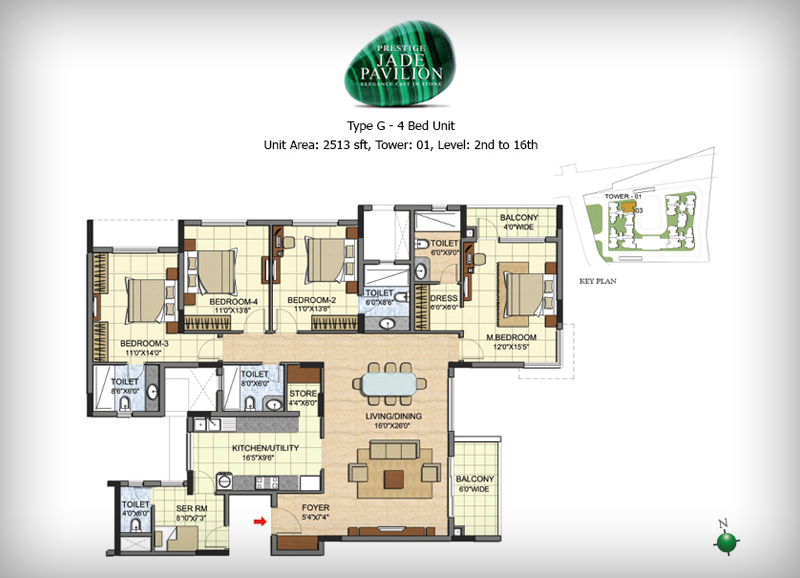 PRESTIGE
JADE
PAVILION
ELEGANCE CAST IN STONE
Type G - 4 Bed Unit
Unit Area: 2513 sft, Tower: 01, Level: 2nd to 16th
TOWER - 01
03
KEY PLAN
BALCONY
4'0"WIDE
TOILET
6'0"X9'0"
BEDROOM-4
11'0"X13'8"
BEDROOM-2
11'0"X13'8"
TOILET
6'0"X8'6"
DRESS
6'0"X6'0"
M.BEDROOM
12'0"X15'5"
BEDROOM-3
11'0"X14'0"
TOILET
8'6"X6'0"
TOILET
8'0"X6'0"
STORE
4'4"X6'0"
LIVING/DINING
16'0"X26'0"
KITCHEN/UTILITY
16'5"X9'6"
BALCONY
6'0"WIDE
TOILET
4'0"X6'0"
SER RM
8'10"X7'3"
FOYER
5'4"X7'4"
N